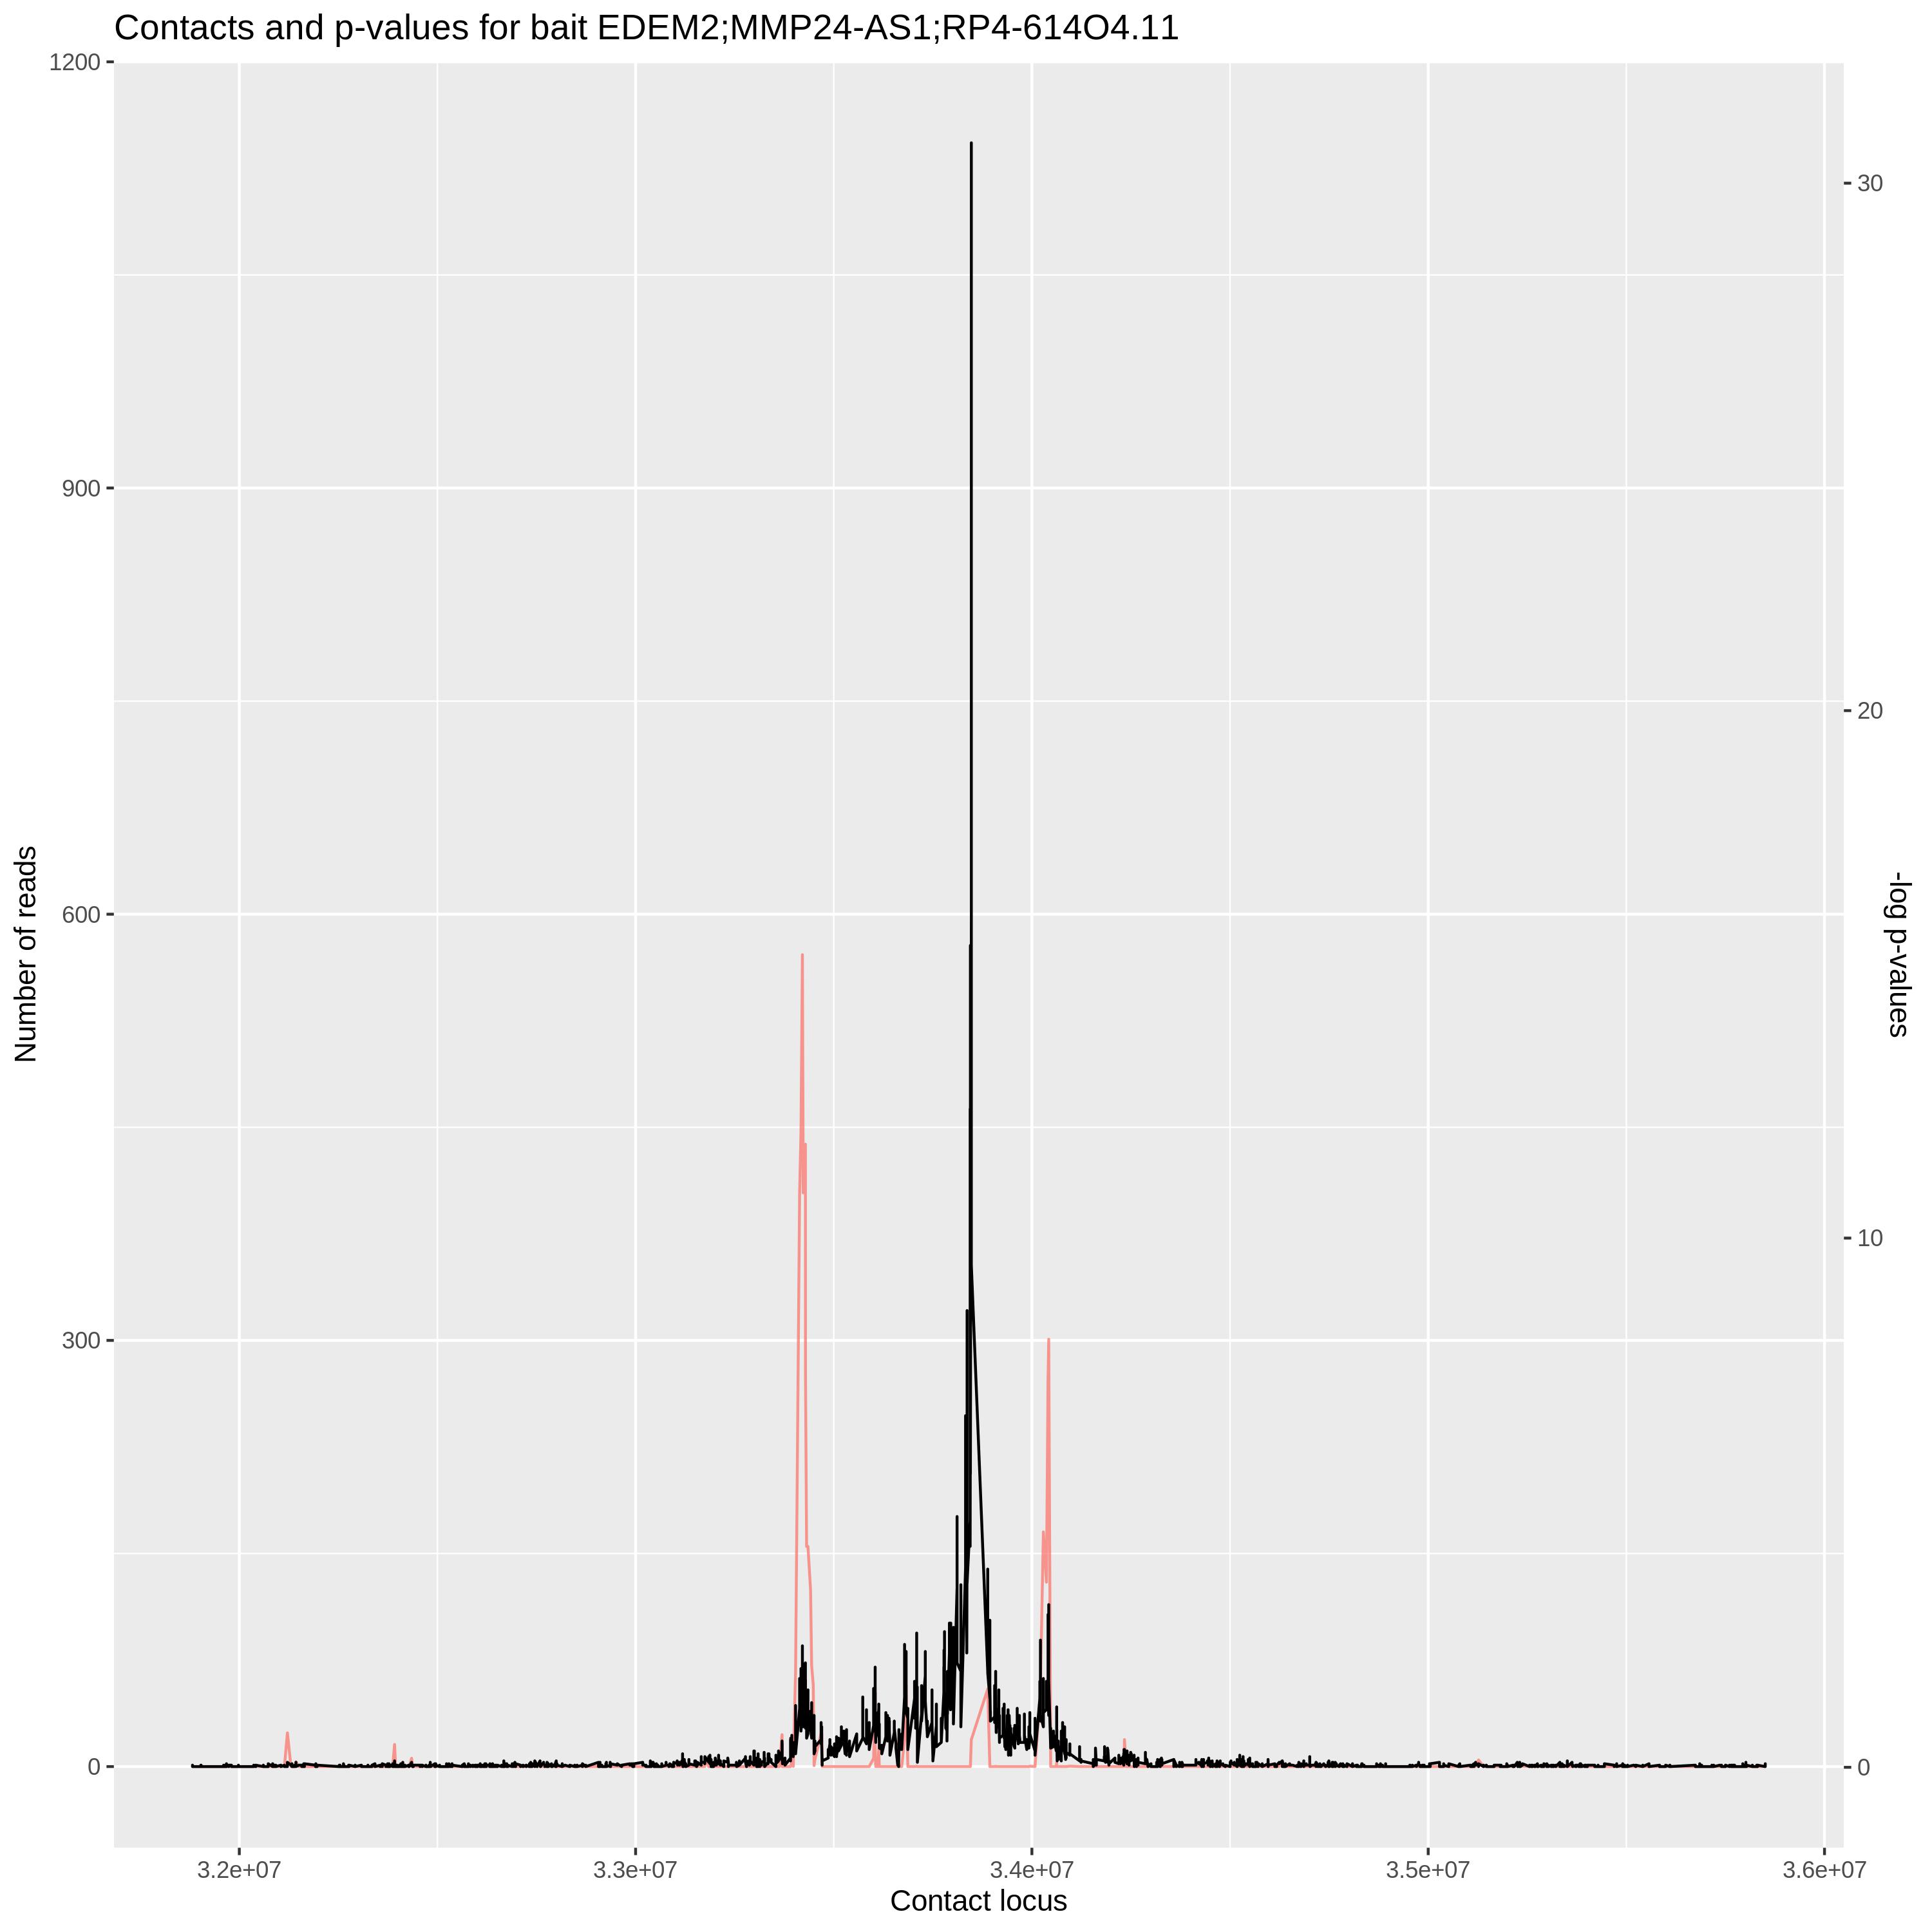 Contacts and p-values for bait EDEM2;MMP24-AS1;RP4-614O4.11
1200
900
600
300
0
Number of reads
30
20
10
0
-log p-values
3.2e+07
3.3e+07
3.4e+07
3.5e+07
3.6e+07
Contact locus